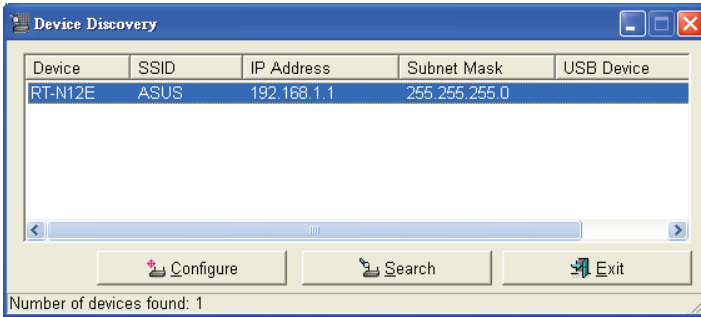 Device Discovery
Device SSID IP Address Subnet Mask USB Device
RT-N12E ASUS 192.168.1.1 255.255.255.0
Configure Search Exit
Number of devices found: 1